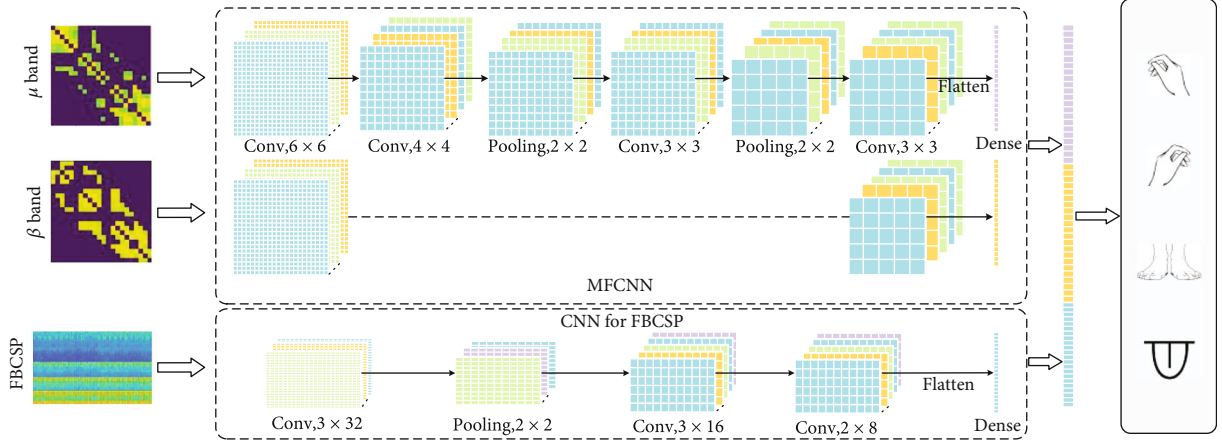 μ band
Conv,6 × 6
Conv,4 × 4
Pooling,2 × 2
Conv,3 × 3
Pooling,2 × 2
Conv,3 × 3
Flatten
Dense
β band
MFCNN
FBCSP
CNN for FBCSP
Conv,3 × 32
Pooling,2 × 2
Conv,3 × 16
Conv,2 × 8
Flatten
Dense